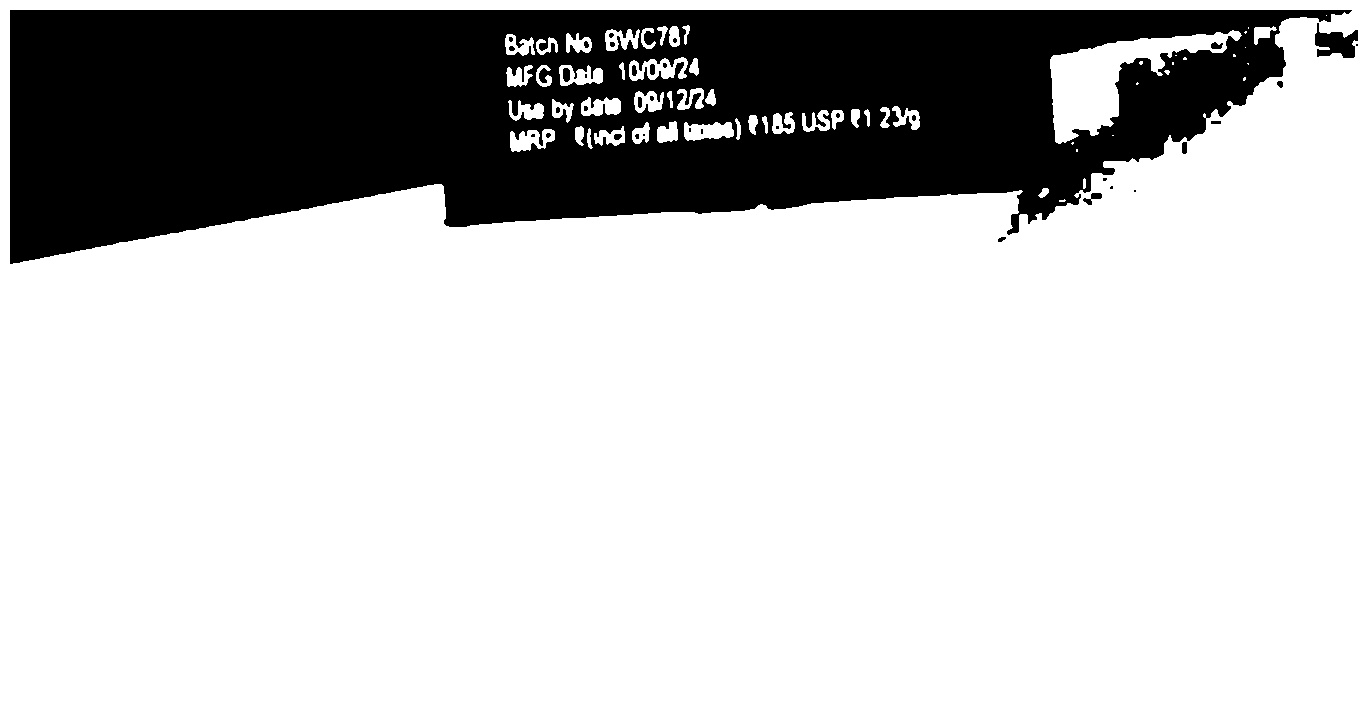 Batch No BWC787
MFG Date 10/09/24
Use by date 09/12/24
MRP ₹(incl of all taxes) ₹185 USP ₹1 23/g